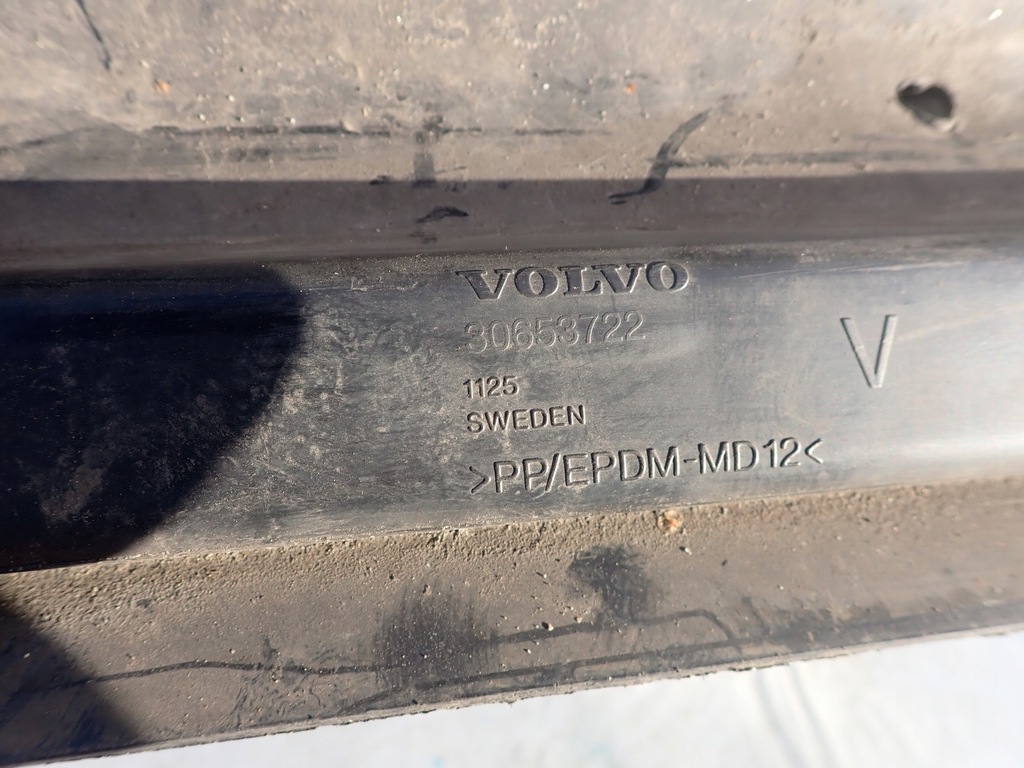 VOLVO
30653722
1125
SWEDEN
>PP/EPDM-MD12<
V